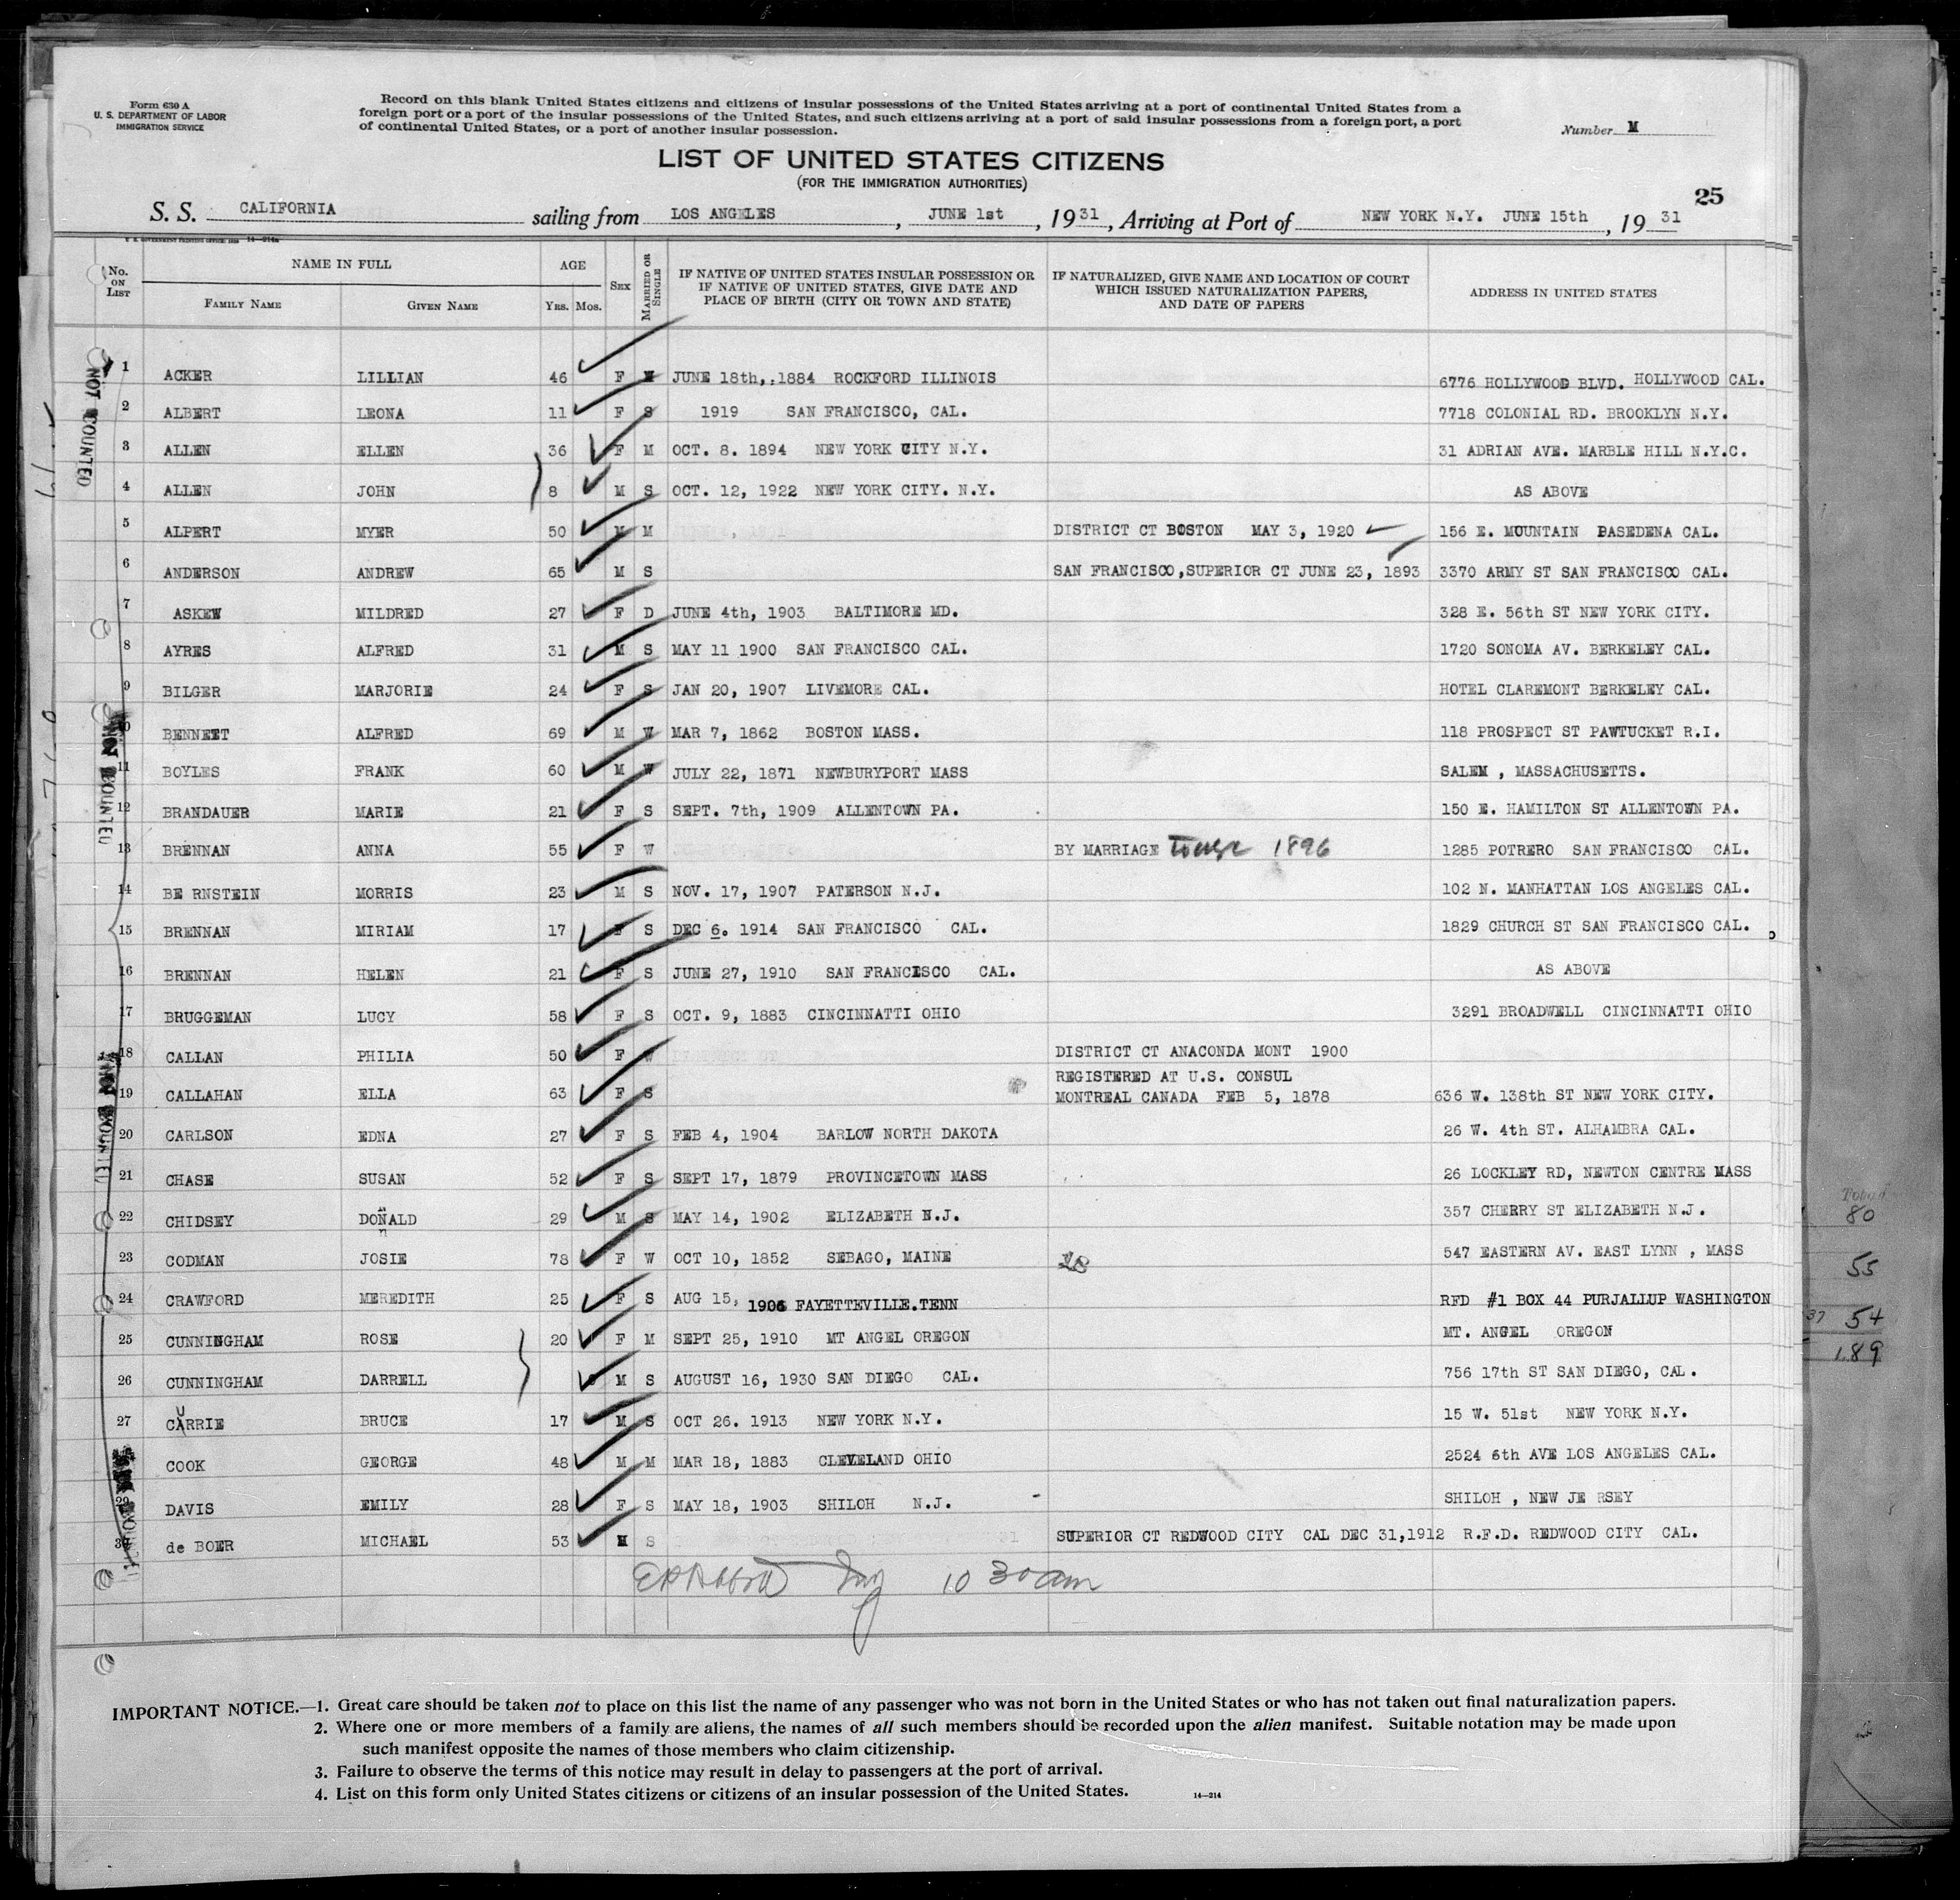 Form 630 A
U. S. DEPARTMENT OF LABOR
IMMIGRATION SERVICE
Record on this blank United States citizens and citizens of insular possessions of the United States arriving at a port of continental United States from a
foreign port or a port of the insular possessions of the United States, and such citizens arriving at a port of said insular possessions from a foreign port, a port
of continental United States, or a port of another insular possession.
Number M
LIST OF UNITED STATES CITIZENS
(FOR THE IMMIGRATION AUTHORITIES)
25
S. S. CALIFORNIA sailing from LOS ANGELES, JUNE 1st, 1931, Arriving at Port of NEW YORK N.Y. JUNE 15th, 19 31
No. ON LIST NAME IN FULL AGE SEX MARRIED OR SINGLE IF NATIVE OF UNITED STATES INSULAR POSSESSION OR IF NATIVE OF UNITED STATES, GIVE DATE AND PLACE OF BIRTH (CITY OR TOWN AND STATE) IF NATURALIZED, GIVE NAME AND LOCATION OF COURT WHICH ISSUED NATURALIZATION PAPERS, AND DATE OF PAPERS ADDRESS IN UNITED STATES
FAMILY NAME GIVEN NAME YRS. MOS.
NOT COUNTED
1 ACKER LILLIAN 46 F M JUNE 18th,.1884 ROCKFORD ILLINOIS 6776 HOLLYWOOD BLVD. HOLLYWOOD CAL.
2 ALBERT LEONA 11 F S 1919 SAN FRANCISCO, CAL. 7718 COLONIAL RD. BROOKLYN N.Y.
3 ALLEN ELLEN 36 F M OCT. 8. 1894 NEW YORK CITY N.Y. 31 ADRIAN AVE. MARBLE HILL N.Y.C.
4 ALLEN JOHN 8 M S OCT. 12, 1922 NEW YORK CITY. N.Y. AS ABOVE
5 ALPERT MYER 50 M M DISTRICT CT BOSTON MAY 3, 1920 156 E. MOUNTAIN PASEDENA CAL.
6 ANDERSON ANDREW 65 M S SAN FRANCISCO,SUPERIOR CT JUNE 23, 1893 3370 ARMY ST SAN FRANCISCO CAL.
7 ASKEW MILDRED 27 F D JUNE 4th, 1903 BALTIMORE MD. 328 E. 56th ST NEW YORK CITY.
8 AYRES ALFRED 31 M S MAY 11 1900 SAN FRANCISCO CAL. 1720 SONOMA AV. BERKELEY CAL.
9 BILGER MARJORIE 24 F S JAN 20, 1907 LIVEMORE CAL. HOTEL CLAREMONT BERKELEY CAL.
10 BENNETT ALFRED 69 M W MAR 7, 1862 BOSTON MASS. 118 PROSPECT ST PAWTUCKET R.I.
NOT COUNTED
11 BOYLES FRANK 60 M W JULY 22, 1871 NEWBURYPORT MASS SALEM , MASSACHUSETTS.
12 BRANDAUER MARIE 21 F S SEPT. 7th, 1909 ALLENTOWN PA. 150 E. HAMILTON ST ALLENTOWN PA.
13 BRENNAN ANNA 55 F W BY MARRIAGE 1896 1285 POTRERO SAN FRANCISCO CAL.
14 BE RNSTEIN MORRIS 23 M S NOV. 17, 1907 PATERSON N.J. 102 N. MANHATTAN LOS ANGELES CAL.
15 BRENNAN MIRIAM 17 F S DEC 6. 1914 SAN FRANCISCO CAL. 1829 CHURCH ST SAN FRANCISCO CAL.
16 BRENNAN HELEN 21 F S JUNE 27, 1910 SAN FRANCISCO CAL. AS ABOVE
17 BRUGGEMAN LUCY 58 F S OCT. 9, 1883 CINCINNATTI OHIO 3291 BROADWELL CINCINNATTI OHIO
18 CALLAN PHILIA 50 F W DISTRICT CT ANACONDA MONT 1900
NOT COUNTED
19 CALLAHAN ELLA 63 F S REGISTERED AT U.S. CONSUL
MONTREAL CANADA FEB 5, 1878 636 W. 138th ST NEW YORK CITY.
20 CARLSON EDNA 27 F S FEB 4, 1904 BARLOW NORTH DAKOTA 26 W. 4th ST. ALHAMBRA CAL.
21 CHASE SUSAN 52 F S SEPT 17, 1879 PROVINCETOWN MASS 26 LOCKLEY RD, NEWTON CENTRE MASS
22 CHIDSEY DONALD 29 M S MAY 14, 1902 ELIZABETH N.J. 357 CHERRY ST ELIZABETH N.J.
23 CODMAN JOSIE 78 F W OCT 10, 1852 SEBAGO, MAINE 547 EASTERN AV. EAST LYNN , MASS
24 CRAWFORD MEREDITH 25 F S AUG 15, 1906 FAYETTEVILLE.TENN RFD #1 BOX 44 PURJALLUP WASHINGTON
25 CUNNINGHAM ROSE 20 F M SEPT 25, 1910 MT ANGEL OREGON MT. ANGEL OREGON
26 CUNNINGHAM DARRELL M S AUGUST 16, 1930 SAN DIEGO CAL. 756 17th ST SAN DIEGO, CAL.
27 CURRIE BRUCE 17 M S OCT 26. 1913 NEW YORK N.Y. 15 W. 51st NEW YORK N.Y.
COOK GEORGE 48 M M MAR 18, 1883 CLEVELAND OHIO 2524 6th AVE LOS ANGELES CAL.
29 DAVIS EMILY 28 F S MAY 18, 1903 SHILOH N.J. SHILOH , NEW JE RSEY
30 de BOER MICHAEL 53 M S SUPERIOR CT REDWOOD CITY CAL DEC 31,1912 R.F.D. REDWOOD CITY CAL.
10 30 am
80
55
54
189
IMPORTANT NOTICE.—1. Great care should be taken not to place on this list the name of any passenger who was not born in the United States or who has not taken out final naturalization papers.
2. Where one or more members of a family are aliens, the names of all such members should be recorded upon the alien manifest. Suitable notation may be made upon
such manifest opposite the names of those members who claim citizenship.
3. Failure to observe the terms of this notice may result in delay to passengers at the port of arrival.
4. List on this form only United States citizens or citizens of an insular possession of the United States.
14—214